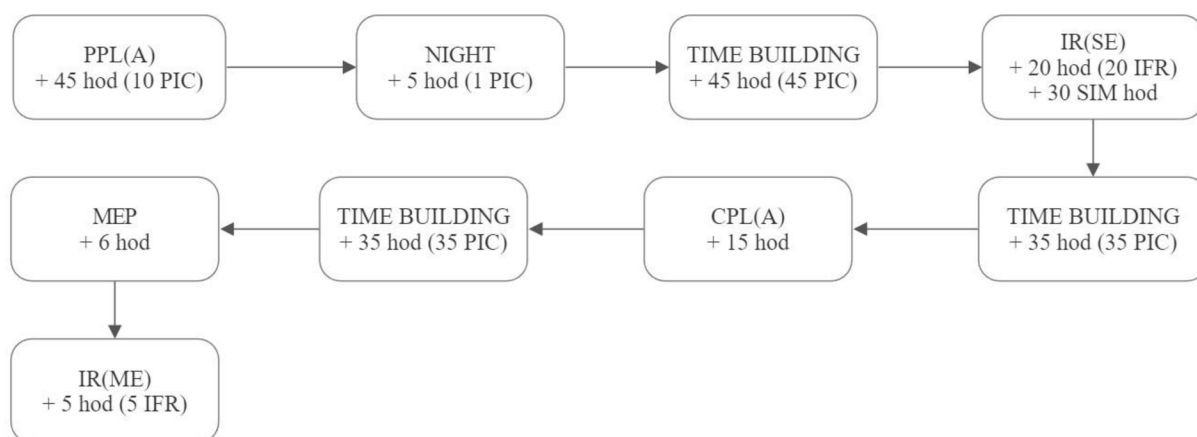 PPL(A)
+ 45 hod (10 PIC)
NIGHT
+ 5 hod (1 PIC)
TIME BUILDING
+ 45 hod (45 PIC)
IR(SE)
+ 20 hod (20 IFR)
+ 30 SIM hod
TIME BUILDING
+ 35 hod (35 PIC)
CPL(A)
+ 15 hod
TIME BUILDING
+ 35 hod (35 PIC)
MEP
+ 6 hod
IR(ME)
+ 5 hod (5 IFR)